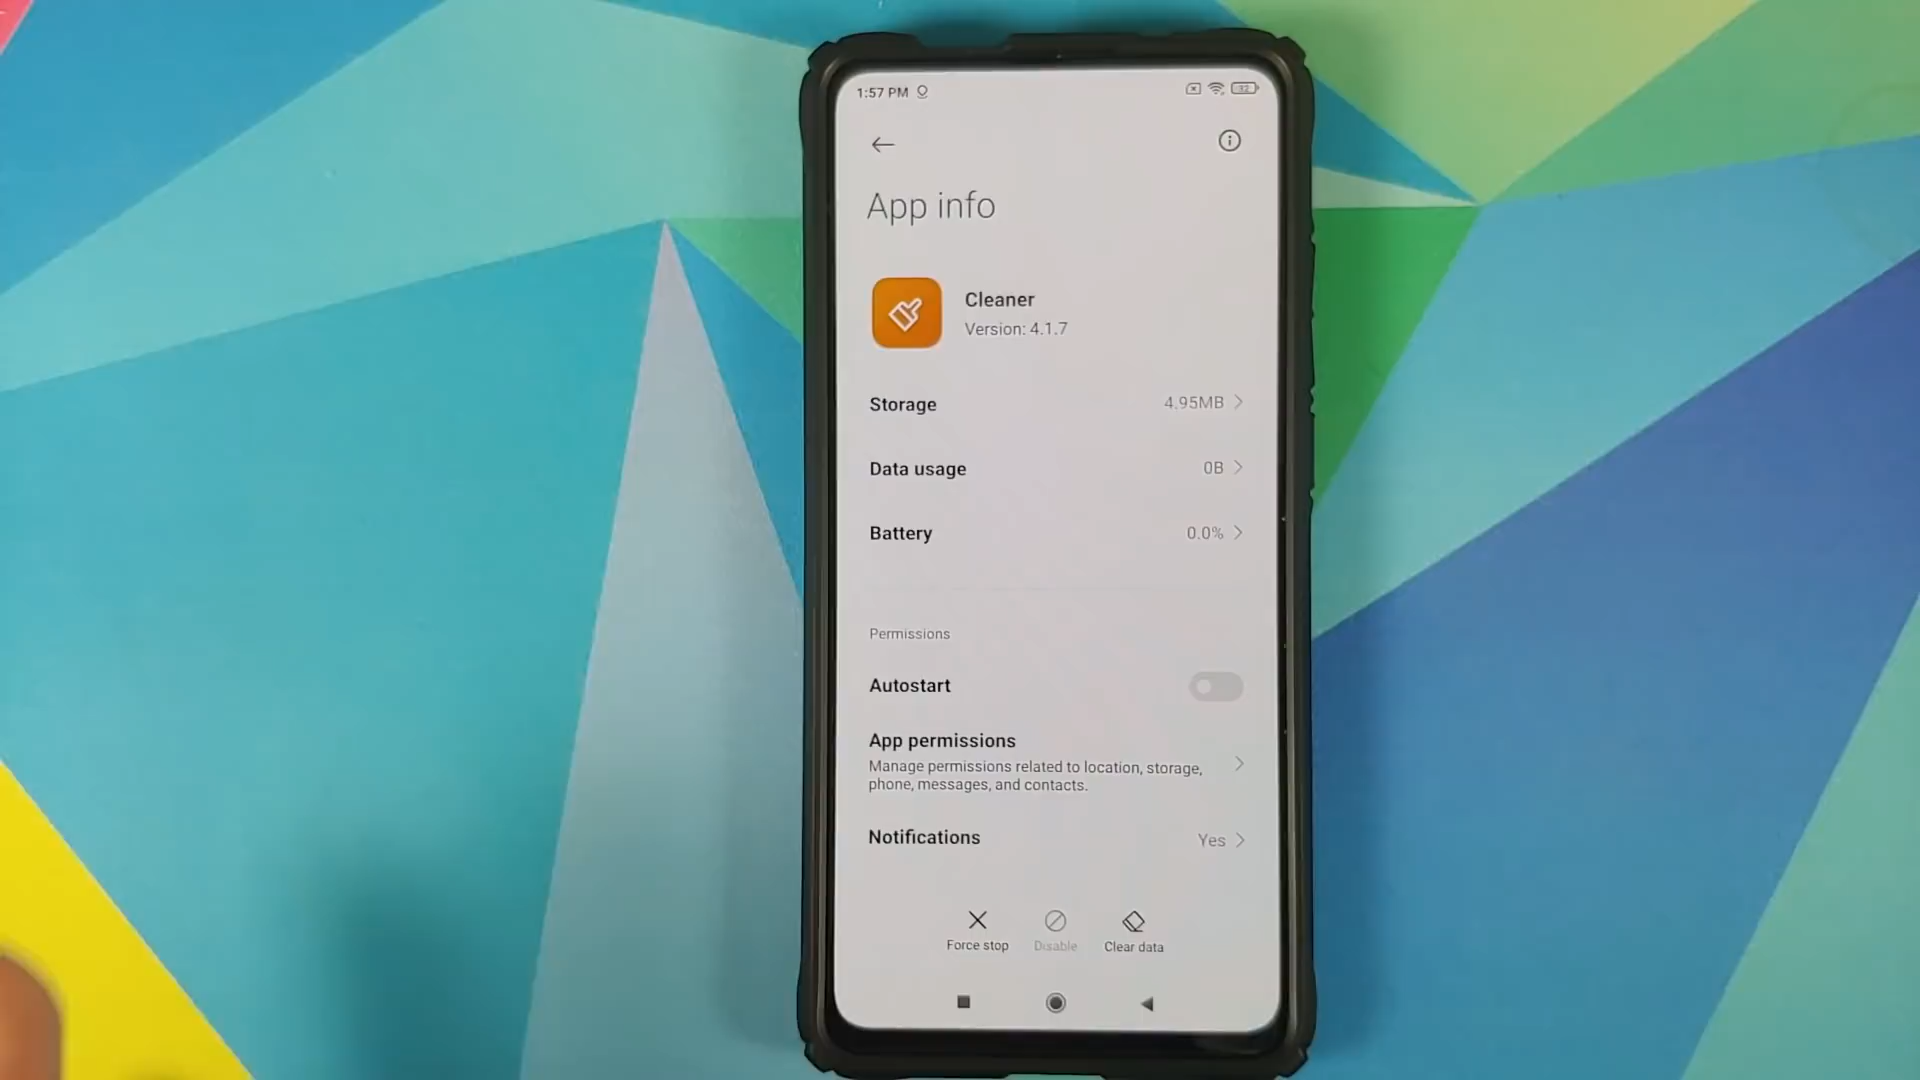 1:57 PM
32
App info
Cleaner
Version: 4.1.7
Storage 4.95MB
Data usage 0B
Battery 0.0%
Permissions
Autostart
App permissions
Manage permissions related to location, storage,
phone, messages, and contacts.
Notifications Yes
Force stop Disable Clear data